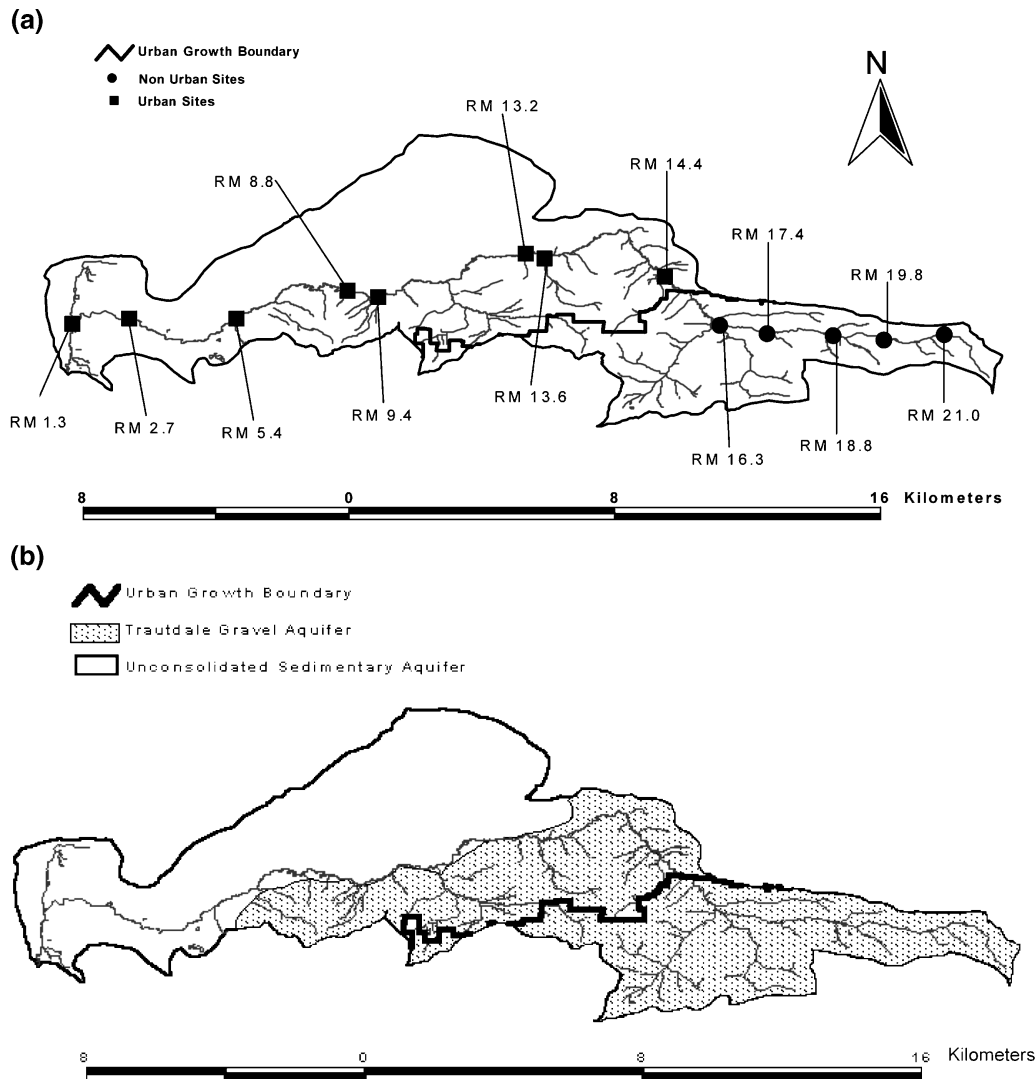 (a)
Urban Growth Boundary
Non Urban Sites
Urban Sites
N
RM 13.2
RM 14.4
RM 8.8
RM 17.4
RM 19.8
RM 1.3
RM 2.7
RM 5.4
RM 9.4
RM 13.6
RM 16.3
RM 18.8
RM 21.0
8 0 8 16 Kilometers
(b)
Urban Growth Boundary
Trautdale Gravel Aquifer
Unconsolidated Sedimentary Aquifer
8 0 8 16 Kilometers